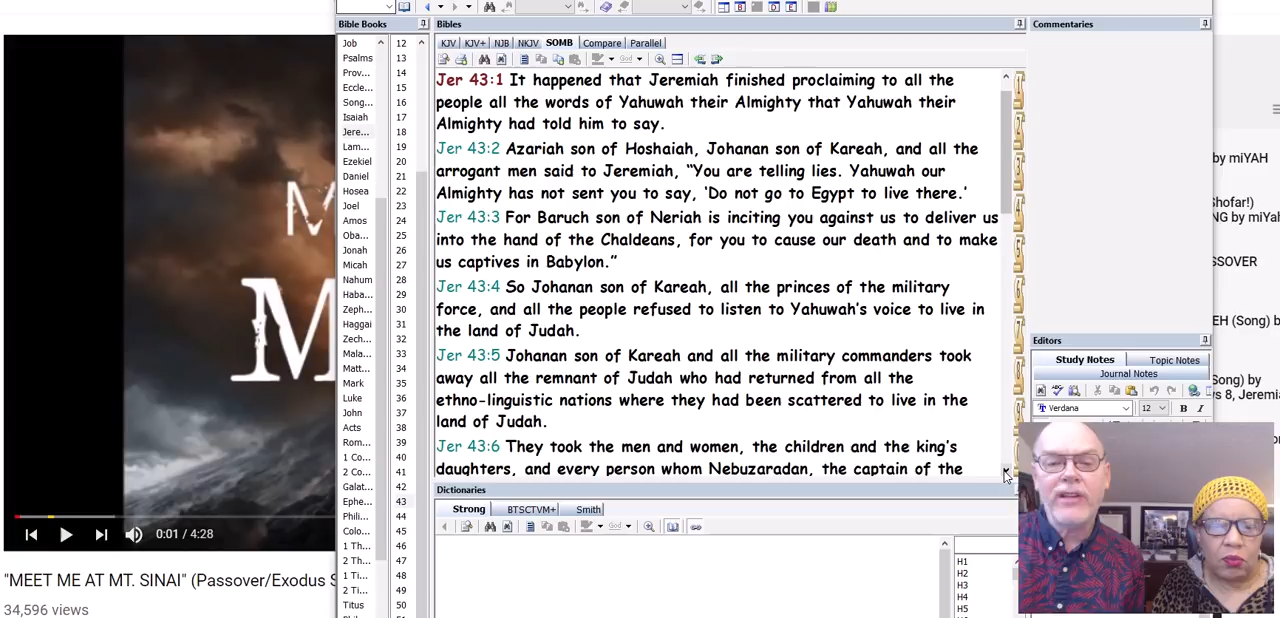 Bible Books
Bibles
Commentaries
KJV KJV+ NJB NKJV SOMB Compare Parallel
Job
Psalms
Prov...
Eccle...
Song...
Isaiah
Jere...
Lam...
Ezekiel
Daniel
Hosea
Joel
Amos
Oba...
Jonah
Micah
Nahum
Haba...
Zeph...
Haggai
Zech...
Mala...
Matt...
Mark
Luke
John
Acts
Rom...
1 Co...
2 Co...
Galat...
Ephe...
Phili...
Colo...
1 Th...
2 Th...
1 Ti...
2 Ti...
Titus
12
13
14
15
16
17
18
19
20
21
22
23
24
25
26
27
28
29
30
31
32
33
34
35
36
37
38
39
40
41
42
43
44
45
46
47
48
49
50
Jer 43:1 It happened that Jeremiah finished proclaiming to all the
people all the words of Yahuwah their Almighty that Yahuwah their
Almighty had told him to say.
Jer 43:2 Azariah son of Hoshaiah, Johanan son of Kareah, and all the
arrogant men said to Jeremiah, “You are telling lies. Yahuwah our
Almighty has not sent you to say, ‘Do not go to Egypt to live there.’
Jer 43:3 For Baruch son of Neriah is inciting you against us to deliver us
into the hand of the Chaldeans, for you to cause our death and to make
us captives in Babylon.”
Jer 43:4 So Johanan son of Kareah, all the princes of the military
force, and all the people refused to listen to Yahuwah’s voice to live in
the land of Judah.
Jer 43:5 Johanan son of Kareah and all the military commanders took
away all the remnant of Judah who had returned from all the
ethno-linguistic nations where they had been scattered to live in the
land of Judah.
Jer 43:6 They took the men and women, the children and the king’s
daughters, and every person whom Nebuzaradan, the captain of the
Dictionaries
Strong BTSCTVM+ Smith
H1
H2
H3
H4
H5
Editors
Study Notes Topic Notes
Journal Notes
Verdana 12 B I
M
M
0:01 / 4:28
"MEET ME AT MT. SINAI" (Passover/Exodus S
34,596 views
by miYAH
Shofar!)
NG by miYah
SSOVER
EH (Song) b
ong) by
s 8, Jeremia